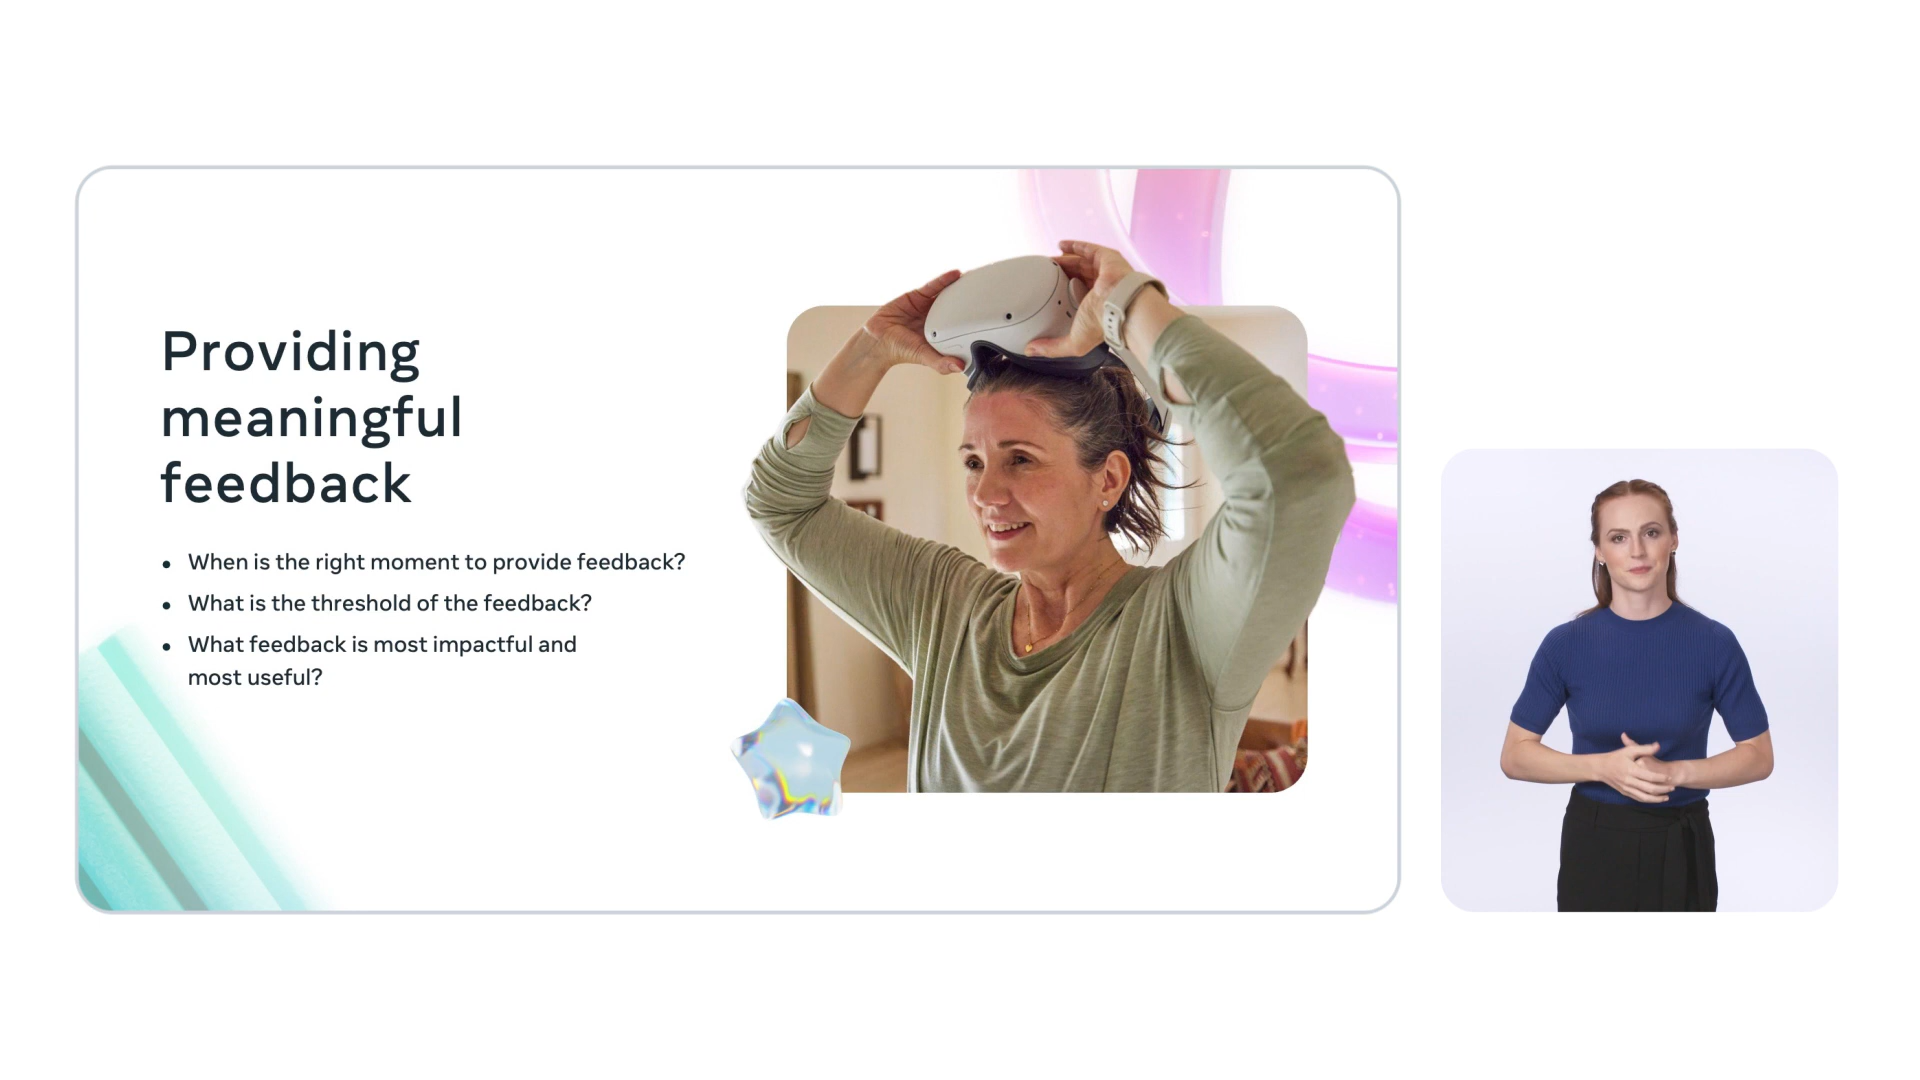 Providing
meaningful
feedback
• When is the right moment to provide feedback?
• What is the threshold of the feedback?
• What feedback is most impactful and
most useful?